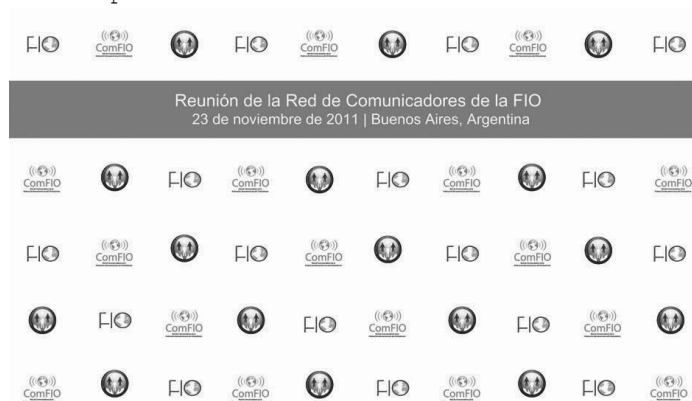 FIO ComFIO FIO ComFIO FIO ComFIO FIO
Reunión de la Red de Comunicadores de la FIO
23 de noviembre de 2011 | Buenos Aires, Argentina
ComFIO FIO ComFIO FIO ComFIO FIO ComFIO
FIO ComFIO FIO ComFIO FIO ComFIO FIO
FIO ComFIO FIO ComFIO FIO ComFIO
ComFIO FIO ComFIO FIO ComFIO FIO ComFIO